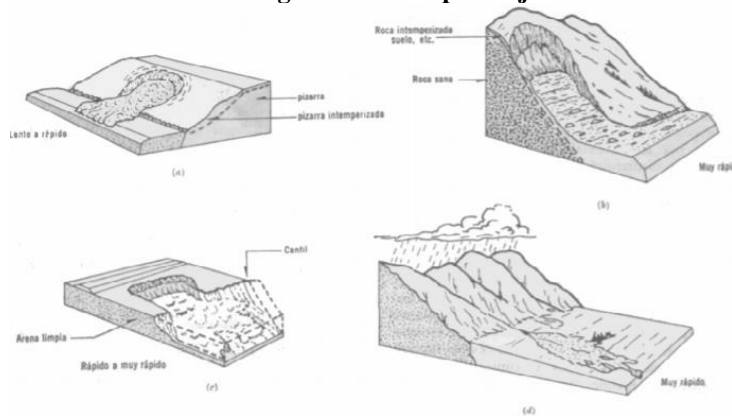 Roca intemperizada
suelo, etc.
Roca sana
pizarra
pizarra intemperizada
Lento a rápido
(a)
Muy rápi
(b)
Cantil
Arena limpia
Rápido a muy rápido
(c)
Muy rápido
(d)